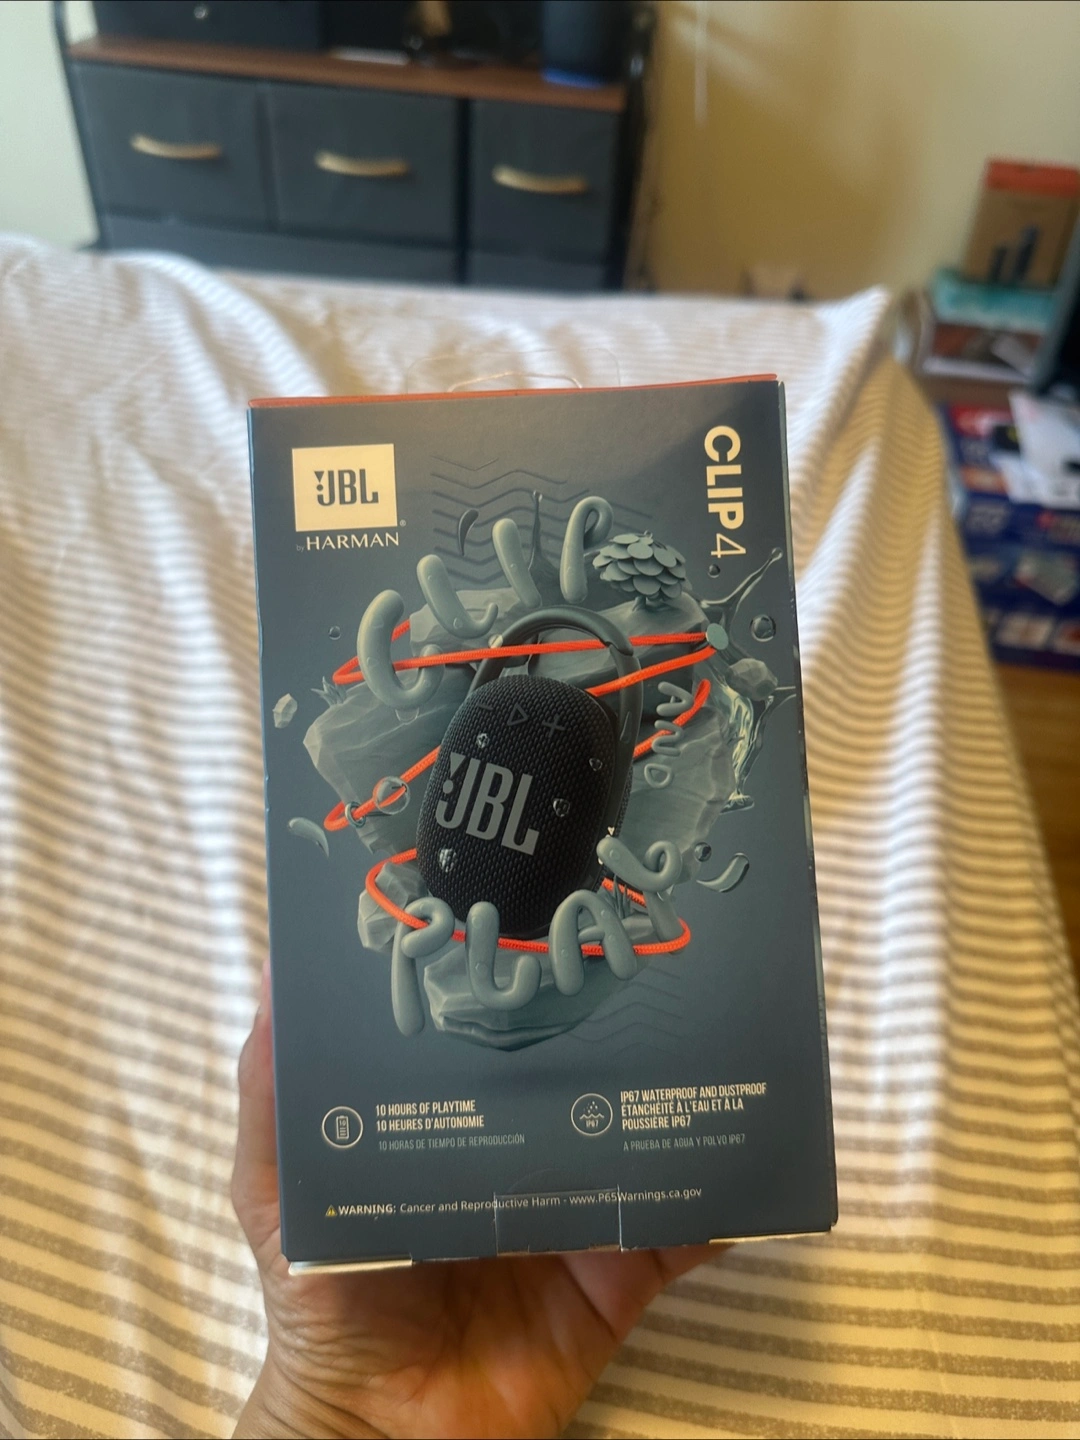 JBL
by HARMAN
CLIP 4
CLIP
AND
JBL
PLAY
10 HOURS OF PLAYTIME
10 HEURES D'AUTONOMIE
10 HORAS DE TIEMPO DE REPRODUCCIÓN
IP67
IP67 WATERPROOF AND DUSTPROOF
ÉTANCHÉITÉ À L'EAU ET À LA
POUSSIÈRE IP67
A PRUEBA DE AGUA Y POLVO IP67
WARNING: Cancer and Reproductive Harm - www.P65Warnings.ca.gov